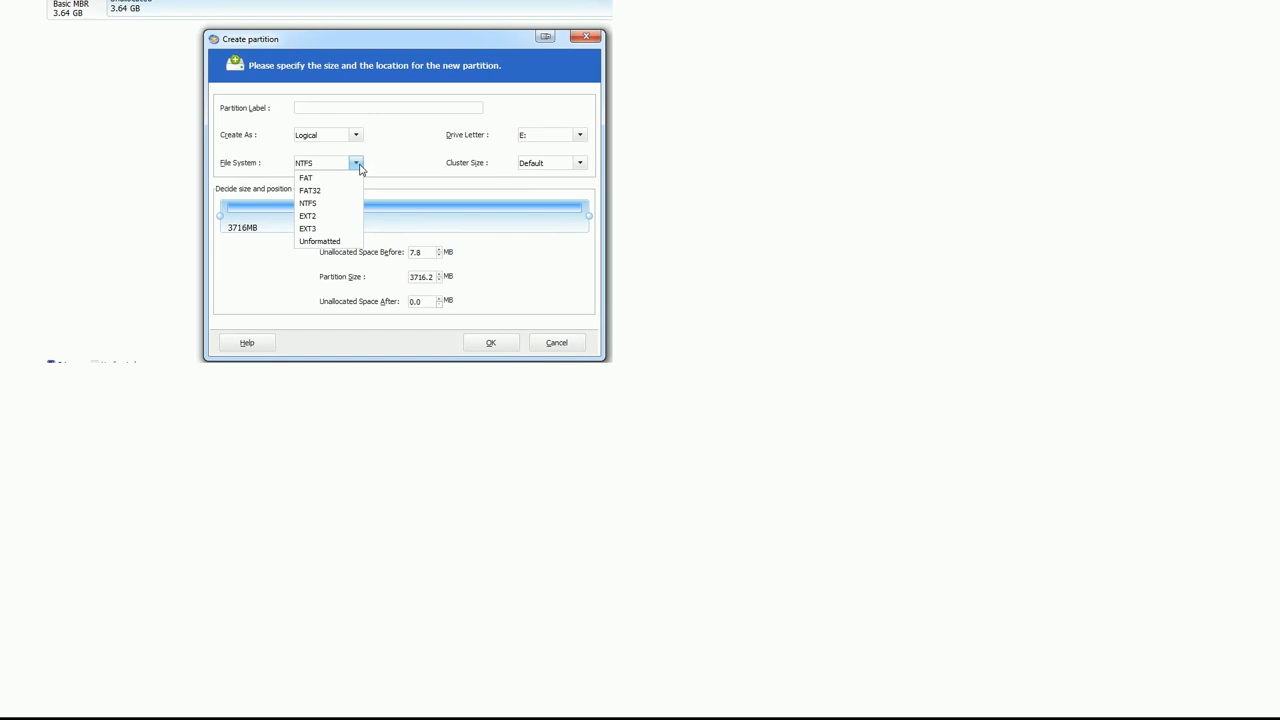 Basic MBR
3.64 GB
3.64 GB
Create partition
Please specify the size and the location for the new partition.
Partition Label :
Create As :
Logical
Drive Letter :
E:
File System :
NTFS
Cluster Size :
Default
FAT
FAT32
NTFS
EXT2
EXT3
Unformatted
Decide size and position
3716MB
Unallocated Space Before:
7.8
MB
Partition Size :
3716.2
MB
Unallocated Space After:
0.0
MB
Help
OK
Cancel